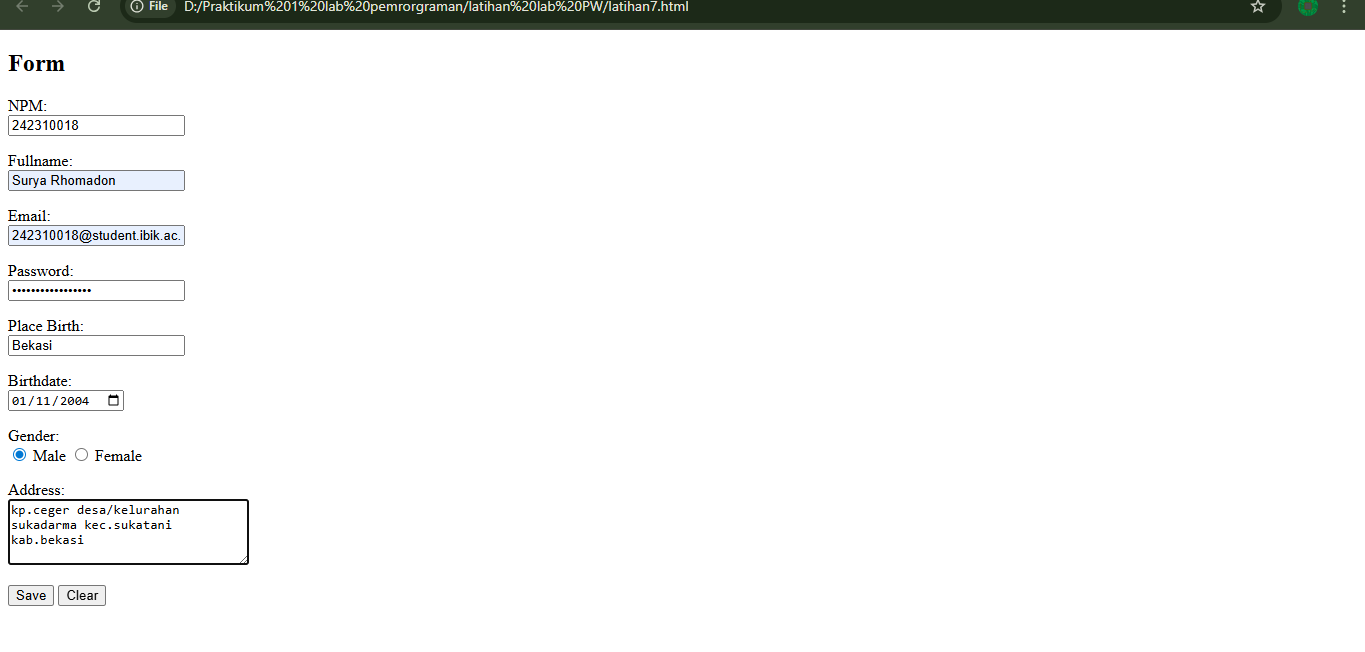 File D:/Praktikum%201%20lab%20pemrorgraman/latihan%20lab%20PW/latihan7.html
Form
NPM:
242310018
Fullname:
Surya Rhomadon
Email:
242310018@student.ibik.ac.
Password:
•••••••••••••••••
Place Birth:
Bekasi
Birthdate:
01/11/2004
Gender:
Male Female
Address:
kp.ceger desa/kelurahan
sukadarma kec.sukatani
kab.bekasi
Save Clear